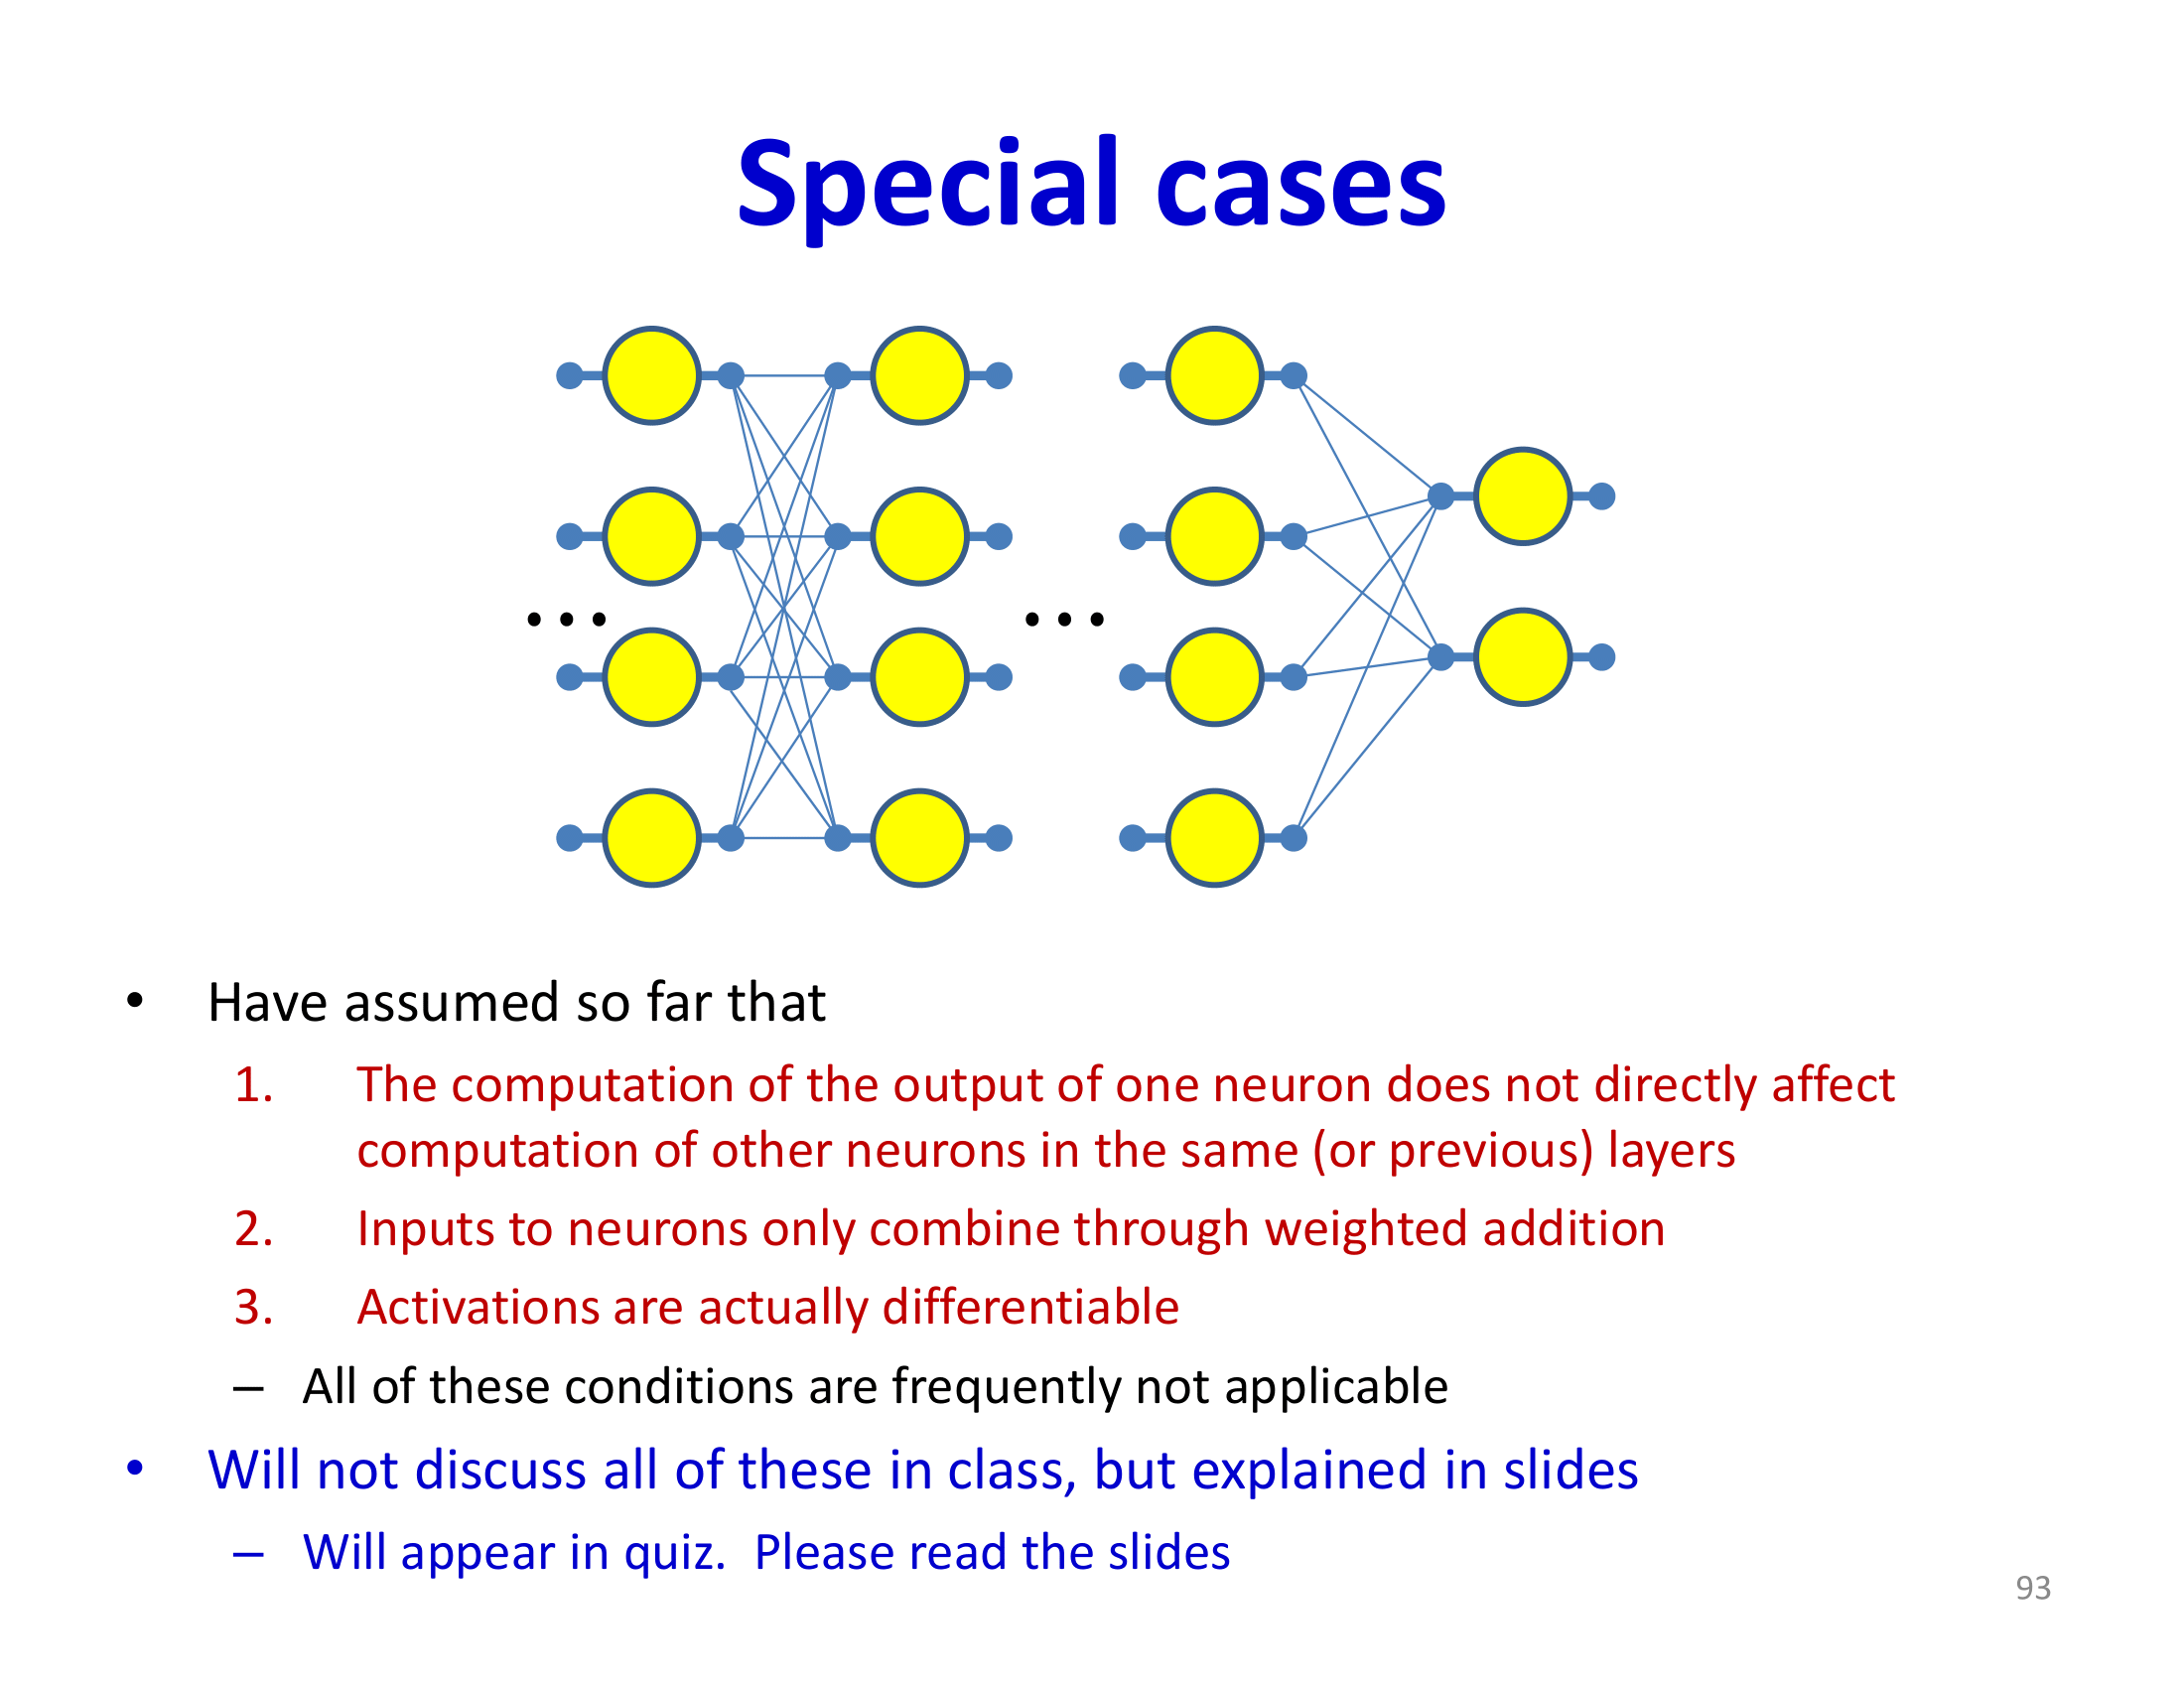 Special cases
... ...
• Have assumed so far that
1. The computation of the output of one neuron does not directly affect
computation of other neurons in the same (or previous) layers
2. Inputs to neurons only combine through weighted addition
3. Activations are actually differentiable
– All of these conditions are frequently not applicable
• Will not discuss all of these in class, but explained in slides
– Will appear in quiz. Please read the slides
93